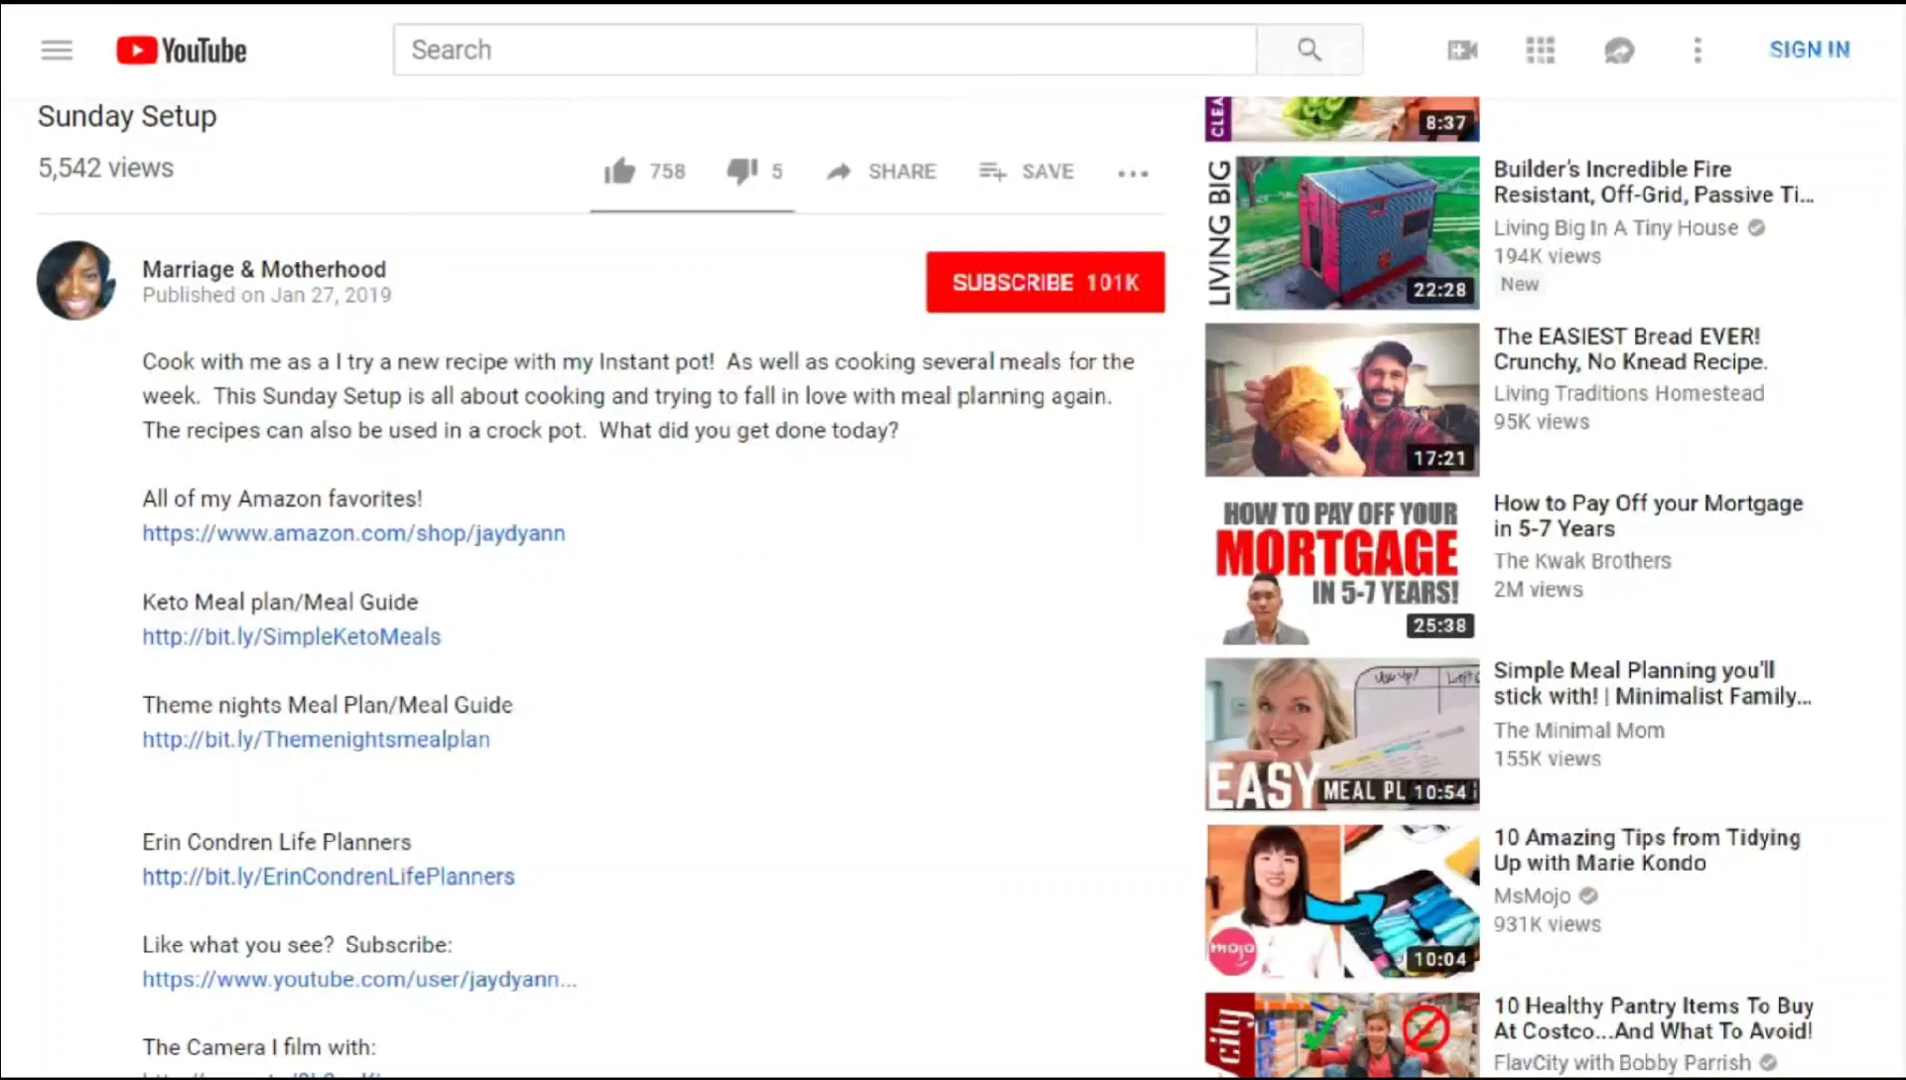 YouTube
Search
SIGN IN
Sunday Setup
5,542 views
758
5
SHARE
SAVE
Marriage & Motherhood
Published on Jan 27, 2019
SUBSCRIBE 101K
Cook with me as a I try a new recipe with my Instant pot!  As well as cooking several meals for the
week.  This Sunday Setup is all about cooking and trying to fall in love with meal planning again.
The recipes can also be used in a crock pot.  What did you get done today?
All of my Amazon favorites!
https://www.amazon.com/shop/jaydyann
Keto Meal plan/Meal Guide
http://bit.ly/SimpleKetoMeals
Theme nights Meal Plan/Meal Guide
http://bit.ly/Themenightsmealplan
Erin Condren Life Planners
http://bit.ly/ErinCondrenLifePlanners
Like what you see?  Subscribe:
https://www.youtube.com/user/jaydyann...
The Camera I film with:
CLEA
8:37
LIVING BIG
22:28
Builder's Incredible Fire
Resistant, Off-Grid, Passive Ti...
Living Big In A Tiny House
194K views
New
17:21
The EASIEST Bread EVER!
Crunchy, No Knead Recipe.
Living Traditions Homestead
95K views
HOW TO PAY OFF YOUR
MORTGAGE
IN 5-7 YEARS!
25:38
How to Pay Off your Mortgage
in 5-7 Years
The Kwak Brothers
2M views
Use Up!
EASY
MEAL PL
10:54
Simple Meal Planning you'll
stick with! | Minimalist Family...
The Minimal Mom
155K views
mojo
10:04
10 Amazing Tips from Tidying
Up with Marie Kondo
MsMojo
931K views
city
10 Healthy Pantry Items To Buy
At Costco...And What To Avoid!
FlavCity with Bobby Parrish